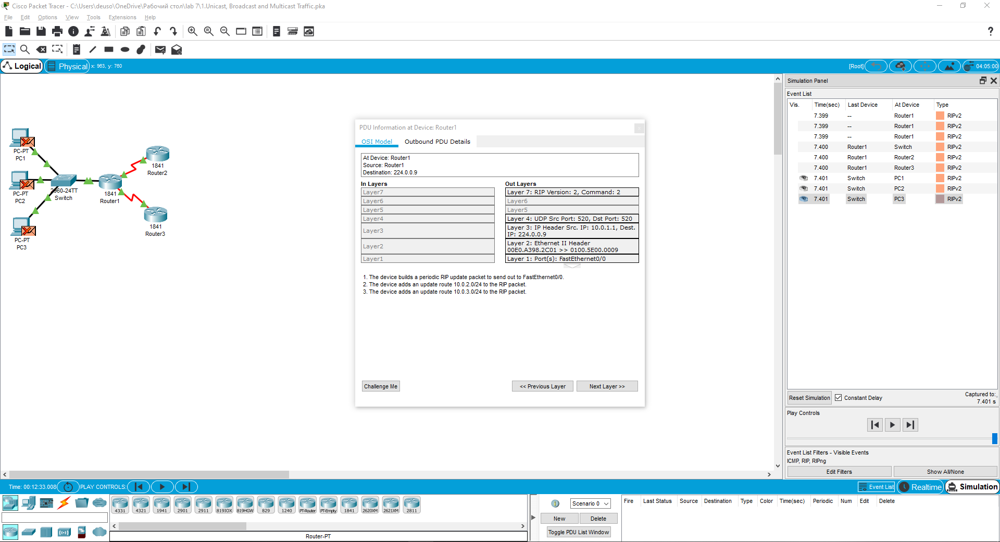 Cisco Packet Tracer - C:\Users\deuso\OneDrive\Рабочий стол\lab 7\1.Unicast, Broadcast and Multicast Traffic.pka
File Edit Options View Tools Extensions Help
Logical Physical x: 963, y: 760 [Root] 04:05:00
PC-PT
PC1
PC-PT
PC2
PC-PT
PC3
2960-24TT
Switch
1841
Router1
1841
Router2
1841
Router3
PDU Information at Device: Router1
OSI Model Outbound PDU Details
At Device: Router1
Source: Router1
Destination: 224.0.0.9
In Layers
Layer7
Layer6
Layer5
Layer4
Layer3
Layer2
Layer1
Out Layers
Layer 7: RIP Version: 2, Command: 2
Layer6
Layer5
Layer 4: UDP Src Port: 520, Dst Port: 520
Layer 3: IP Header Src. IP: 10.0.1.1, Dest.
IP: 224.0.0.9
Layer 2: Ethernet II Header
00E0.A398.2C01 >> 0100.5E00.0009
Layer 1: Port(s): FastEthernet0/0
1. The device builds a periodic RIP update packet to send out to FastEthernet0/0.
2. The device adds an update route 10.0.2.0/24 to the RIP packet.
3. The device adds an update route 10.0.3.0/24 to the RIP packet.
Challenge Me << Previous Layer Next Layer >>
Simulation Panel
Event List
Vis. Time(sec) Last Device At Device Type
7.399 -- Router1 RIPv2
7.399 -- Router1 RIPv2
7.399 -- Router1 RIPv2
7.400 Router1 Switch RIPv2
7.400 Router1 Router2 RIPv2
7.400 Router1 Router3 RIPv2
7.401 Switch PC1 RIPv2
7.401 Switch PC2 RIPv2
7.401 Switch PC3 RIPv2
Reset Simulation Constant Delay
Captured to:
7.401 s
Play Controls
Event List Filters - Visible Events
ICMP, RIP, RIPng
Edit Filters Show All/None
Time: 00:12:33.008 PLAY CONTROLS: Event List Realtime Simulation
4331 4321 1941 2901 2911 819IOX 819HGW 829 1240 PT-Router PT-Empty 1841 2620XM 2621XM 2811
Router-PT
Scenario 0
New Delete
Toggle PDU List Window
Fire Last Status Source Destination Type Color Time(sec) Periodic Num Edit Delete